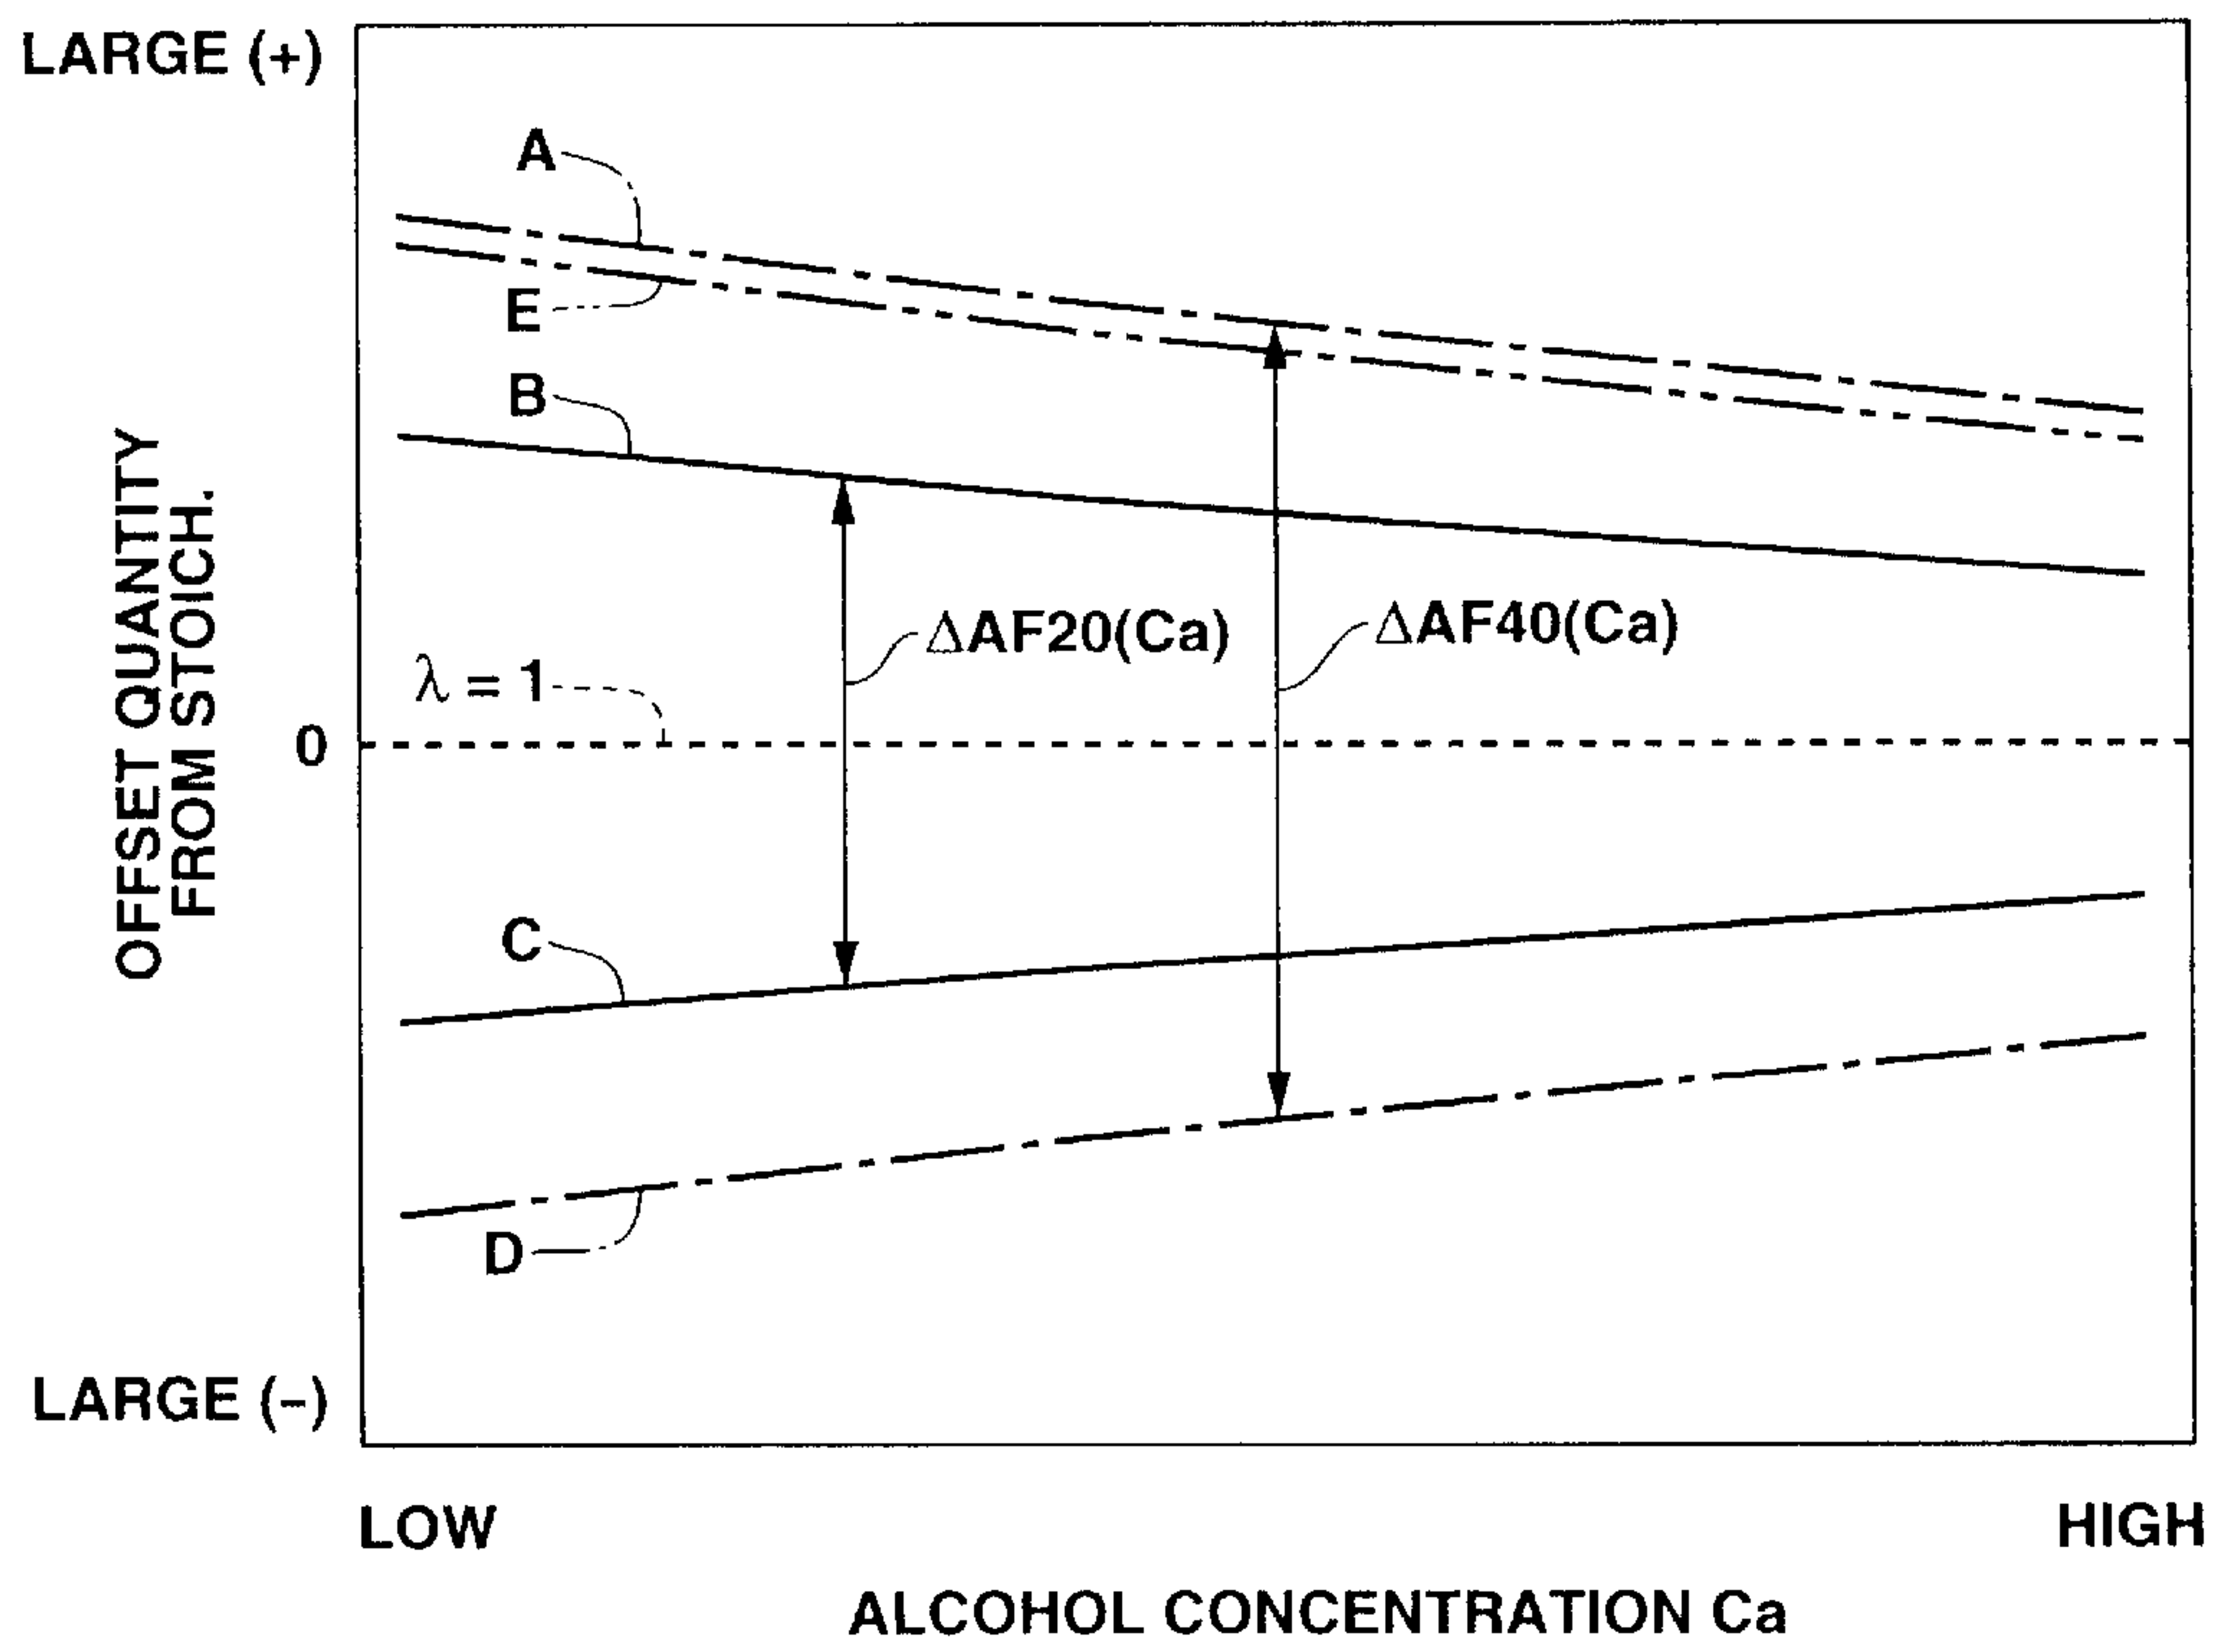 LARGE (+)
A
E
B
ΔAF20(Ca)
ΔAF40(Ca)
λ = 1
0
OFFSET QUANTITY
FROM STOICH.
C
D
LARGE (–)
LOW
HIGH
ALCOHOL CONCENTRATION Ca